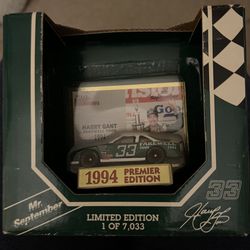 HARRY GANT
33
FAREWELL
1994 PREMIER EDITION
Mr. September
33
LIMITED EDITION
1 OF 7,033